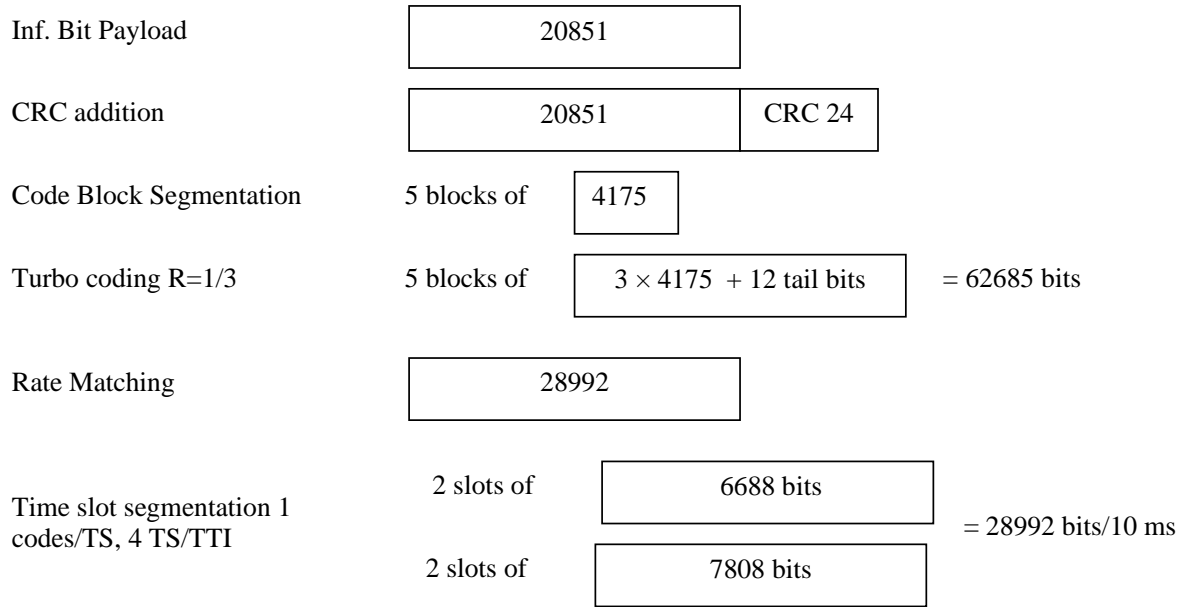 Inf. Bit Payload 20851
CRC addition 20851 CRC 24
Code Block Segmentation 5 blocks of 4175
Turbo coding R=1/3 5 blocks of 3 × 4175 + 12 tail bits = 62685 bits
Rate Matching 28992
2 slots of 6688 bits
Time slot segmentation 1
codes/TS, 4 TS/TTI = 28992 bits/10 ms
2 slots of 7808 bits